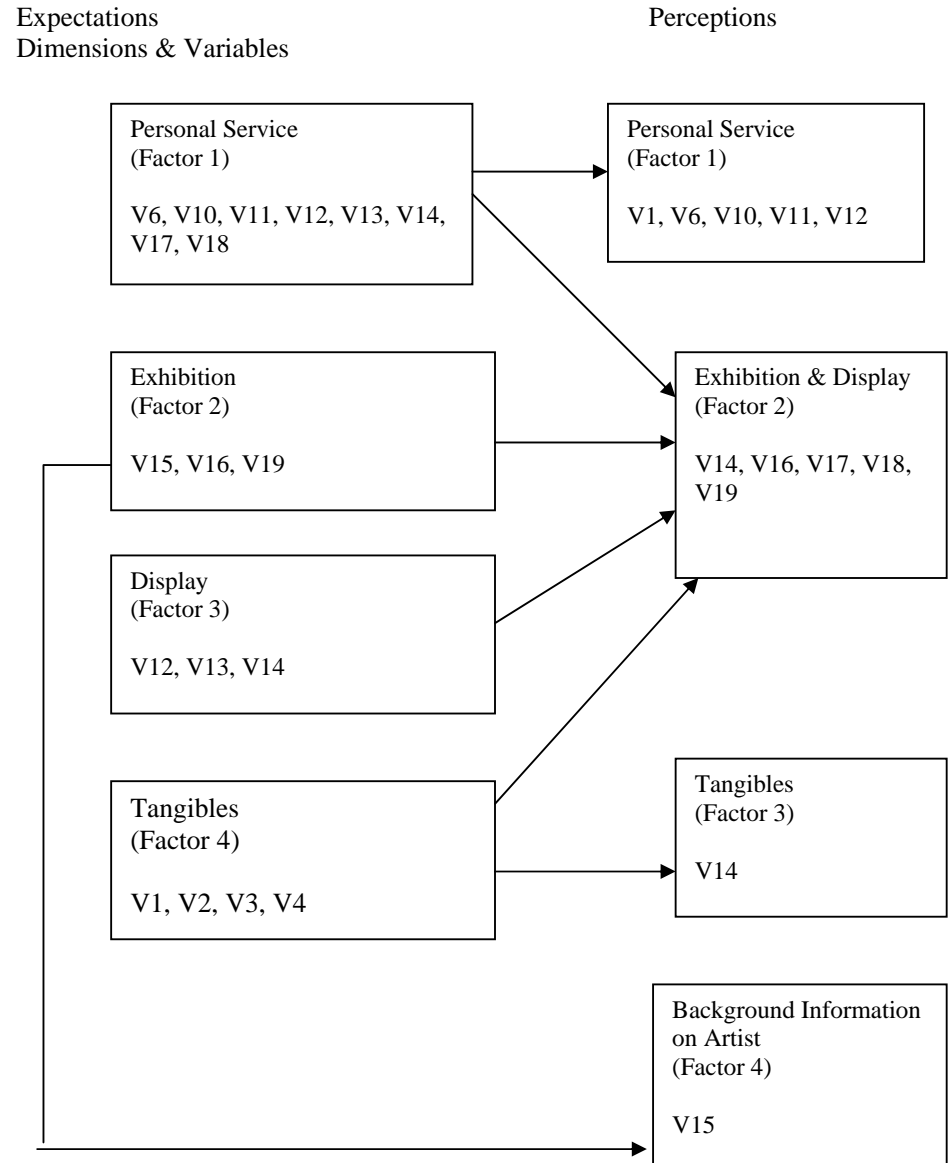 Expectations
Perceptions
Dimensions & Variables
Personal Service
(Factor 1)
V6, V10, V11, V12, V13, V14,
V17, V18
Personal Service
(Factor 1)
V1, V6, V10, V11, V12
Exhibition
(Factor 2)
V15, V16, V19
Exhibition & Display
(Factor 2)
V14, V16, V17, V18,
V19
Display
(Factor 3)
V12, V13, V14
Tangibles
(Factor 4)
V1, V2, V3, V4
Tangibles
(Factor 3)
V14
Background Information
on Artist
(Factor 4)
V15